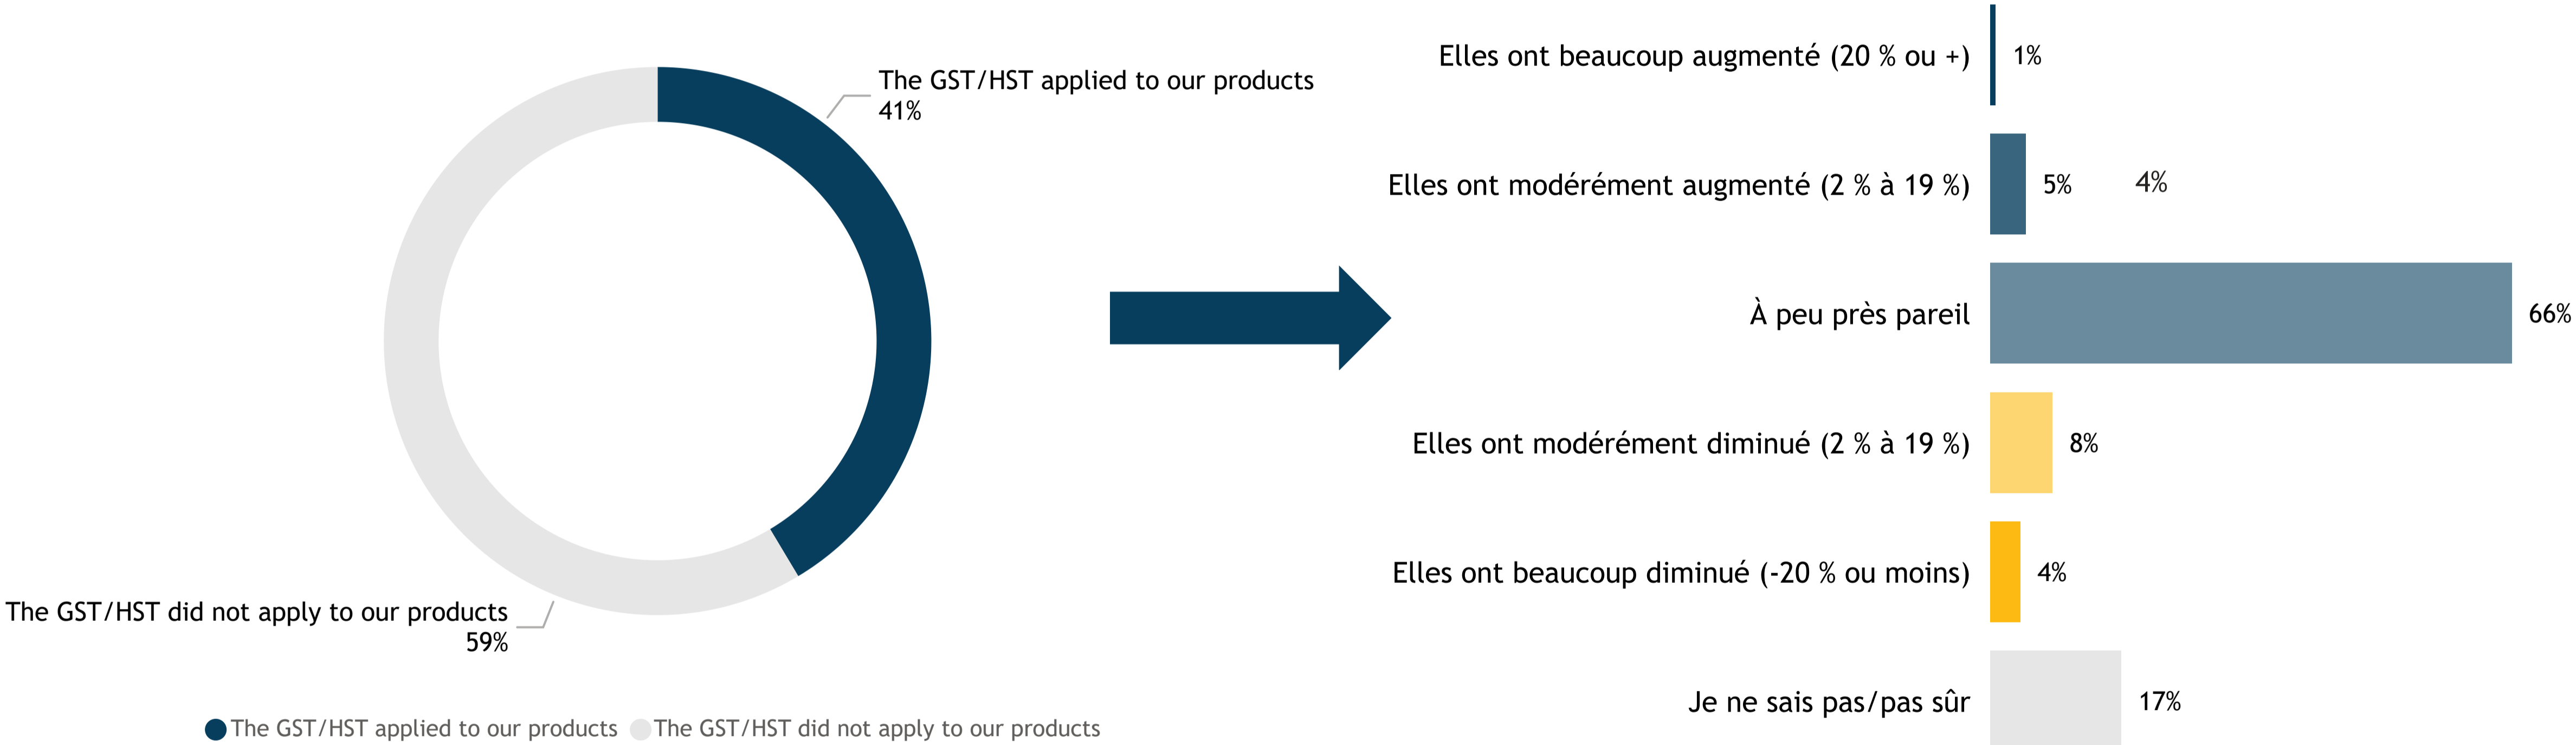 The GST/HST applied to our products
41%
The GST/HST did not apply to our products
59%
The GST/HST applied to our products The GST/HST did not apply to our products
Elles ont beaucoup augmenté (20 % ou +) 1%
Elles ont modérément augmenté (2 % à 19 %) 5% 4%
À peu près pareil 66%
Elles ont modérément diminué (2 % à 19 %) 8%
Elles ont beaucoup diminué (-20 % ou moins) 4%
Je ne sais pas/pas sûr 17%